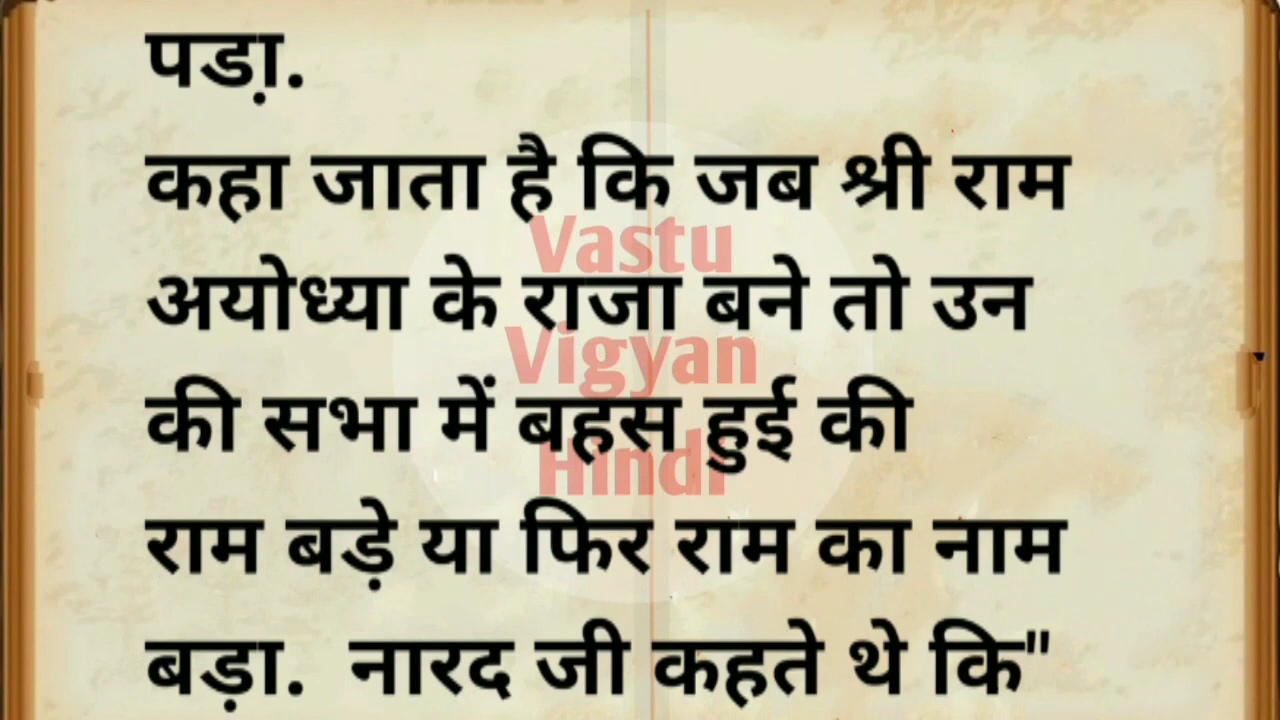 पडा़.
कहा जाता है कि जब श्री राम
अयोध्या के राजा बने तो उन
की सभा में बहस हुई की
राम बड़े या फिर राम का नाम
बड़ा.  नारद जी कहते थे कि"
Vastu
Vigyan
Hindi